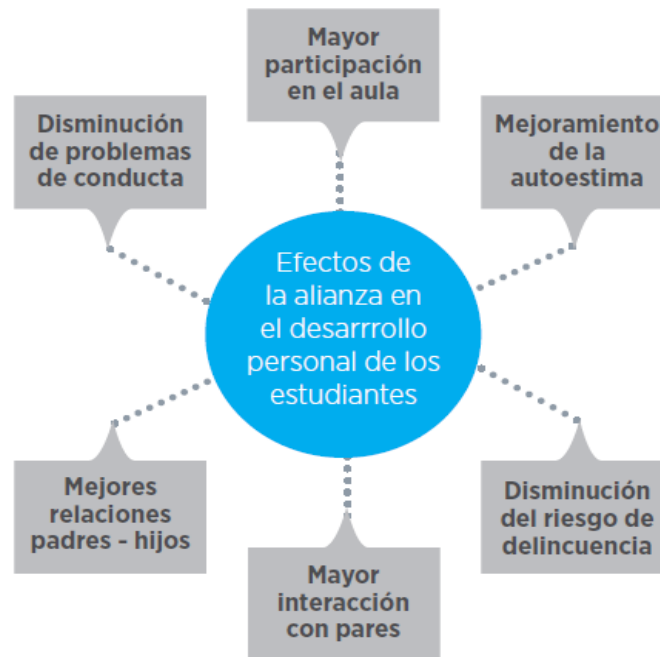 Mayor
participación
en el aula
Disminución
de problemas
de conducta
Mejoramiento
de la
autoestima
Efectos de
la alianza en
el desarrrollo
personal de los
estudiantes
Mejores
relaciones
padres - hijos
Mayor
interacción
con pares
Disminución
del riesgo de
delincuencia